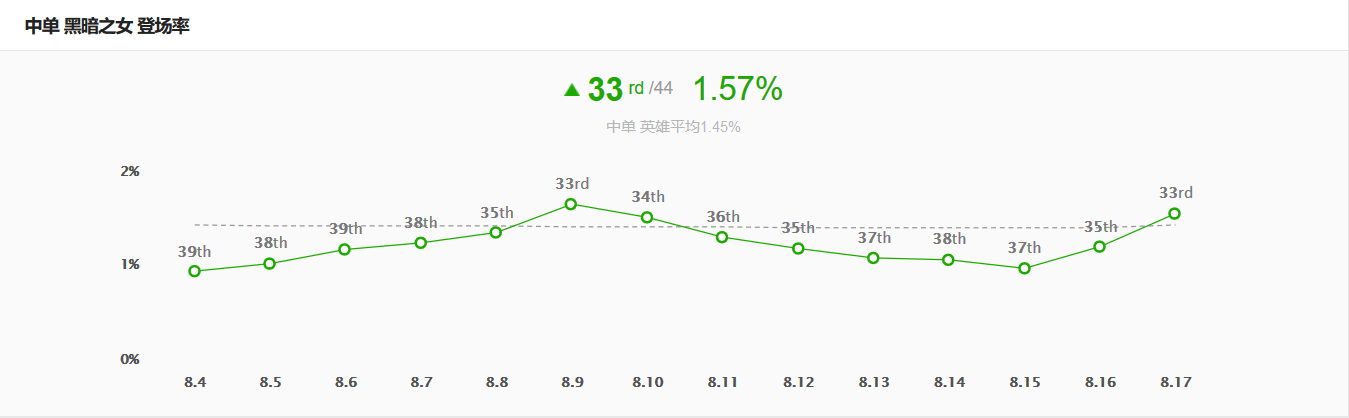 中单 黑暗之女 登场率
33 rd /44 1.57%
中单 英雄平均1.45%
2%
33rd 33rd
34th
39th 38th 39th 38th 35th 36th 35th 37th 38th 37th 35th
1%
0%
8.4 8.5 8.6 8.7 8.8 8.9 8.10 8.11 8.12 8.13 8.14 8.15 8.16 8.17